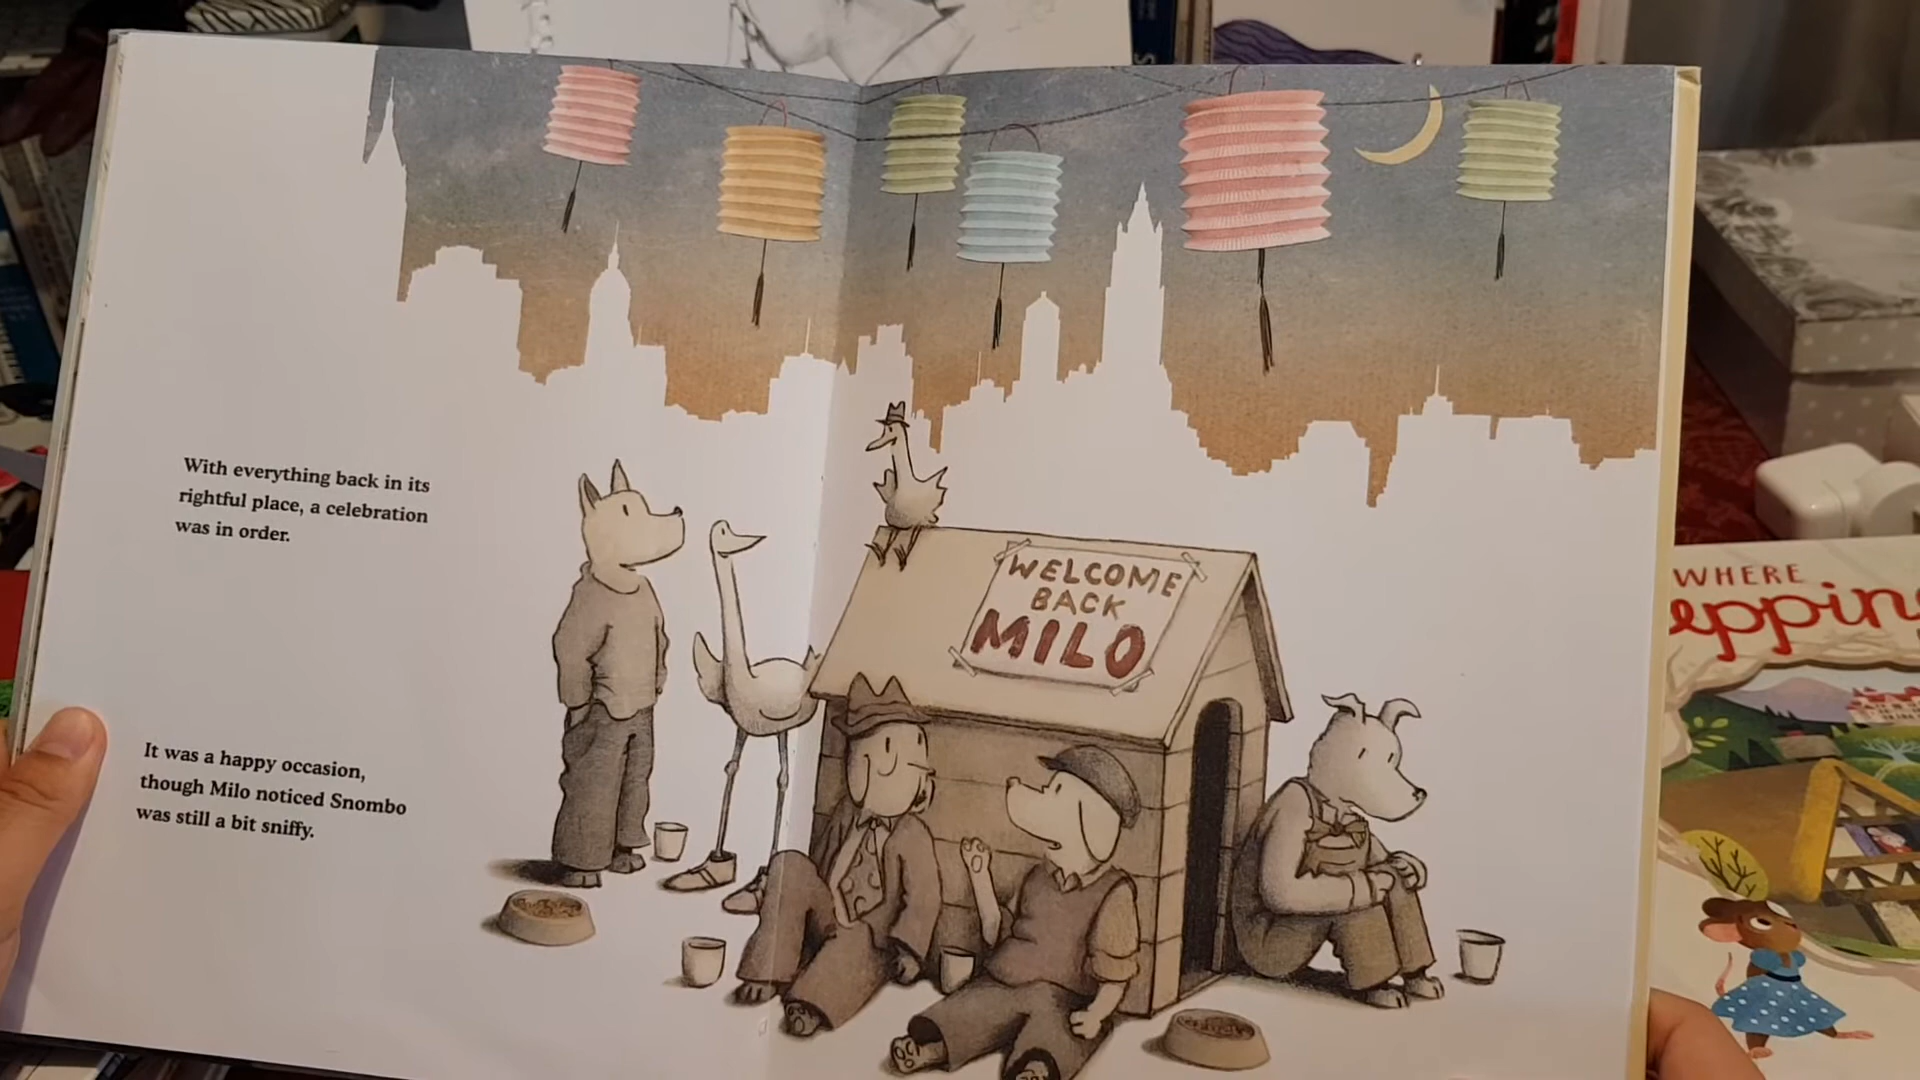 With everything back in its
rightful place, a celebration
was in order.
It was a happy occasion,
though Milo noticed Snombo
was still a bit sniffy.
WELCOME
BACK
MILO
WHERE